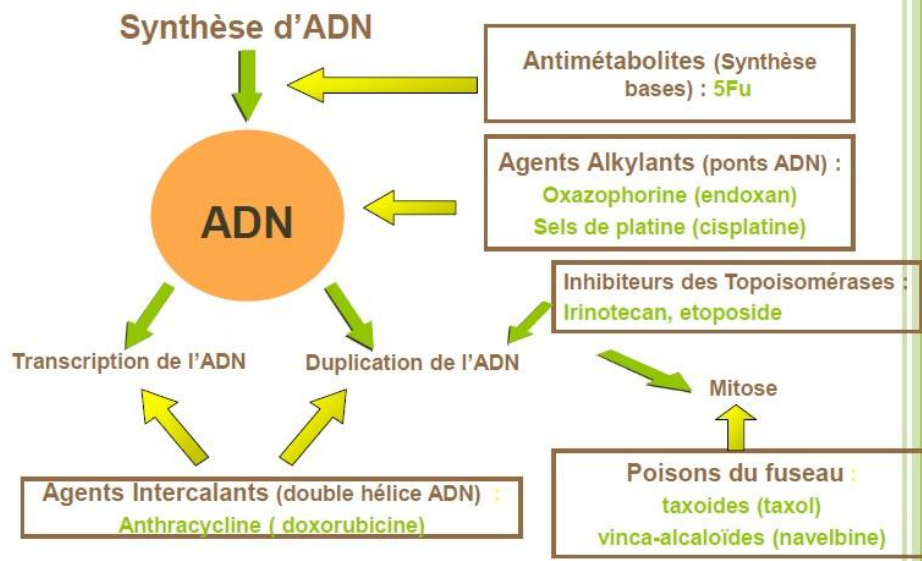 Synthèse d’ADN
Antimétabolites (Synthèse
bases) : 5Fu
Agents Alkylants (ponts ADN) :
Oxazophorine (endoxan)
Sels de platine (cisplatine)
ADN
Inhibiteurs des Topoisomérases :
Irinotecan, etoposide
Transcription de l’ADN
Duplication de l’ADN
Mitose
Agents Intercalants (double hélice ADN) :
Anthracycline ( doxorubicine)
Poisons du fuseau :
taxoides (taxol)
vinca-alcaloïdes (navelbine)